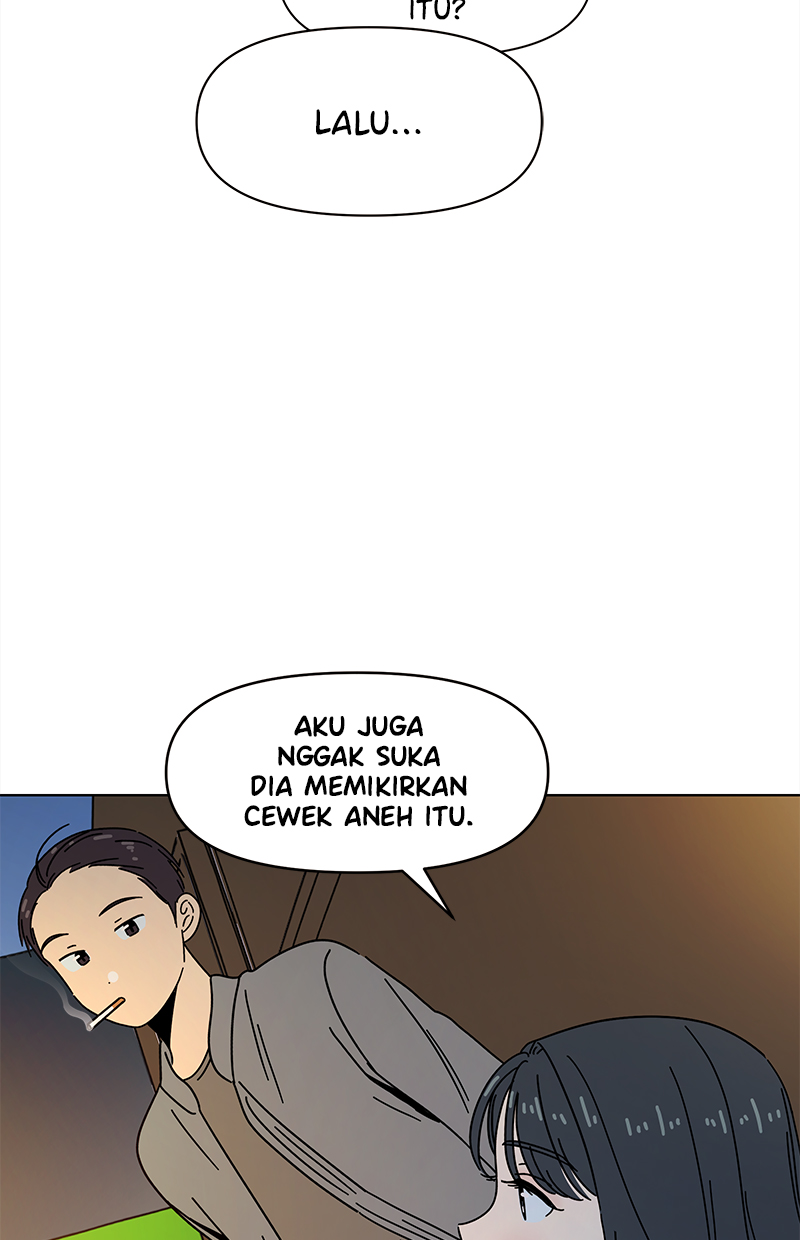 ITU?
LALU...
AKU JUGA
NGGAK SUKA
DIA MEMIKIRKAN
CEWEK ANEH ITU.